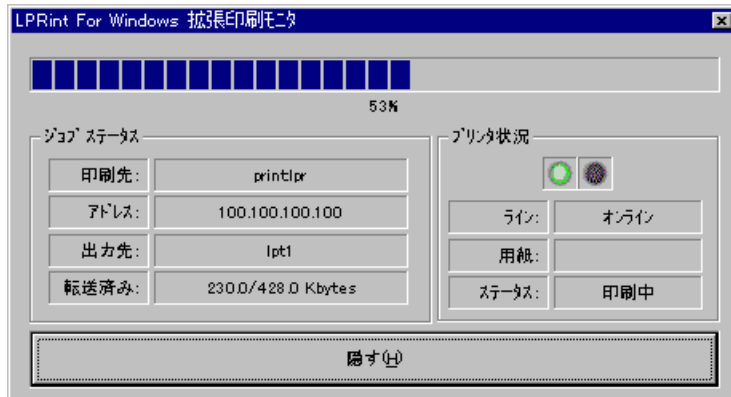 LPRint For Windows 拡張印刷ﾓﾆﾀ
53%
ｼﾞｮﾌﾞ ｽﾃｰﾀｽ
印刷先: printlpr
ｱﾄﾞﾚｽ: 100.100.100.100
出力先: lpt1
転送済み: 230.0/428.0 Kbytes
ﾌﾟﾘﾝﾀ状況
ﾗｲﾝ: ｵﾝﾗｲﾝ
用紙:
ｽﾃｰﾀｽ: 印刷中
隠す(H)